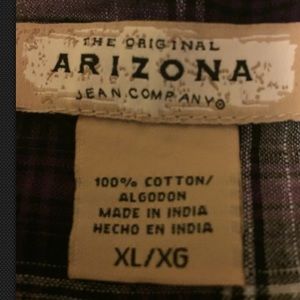 THE ORIGINAL
ARIZONA
JEAN COMPANY®
100% COTTON/
ALGODON
MADE IN INDIA
HECHO EN INDIA
XL/XG